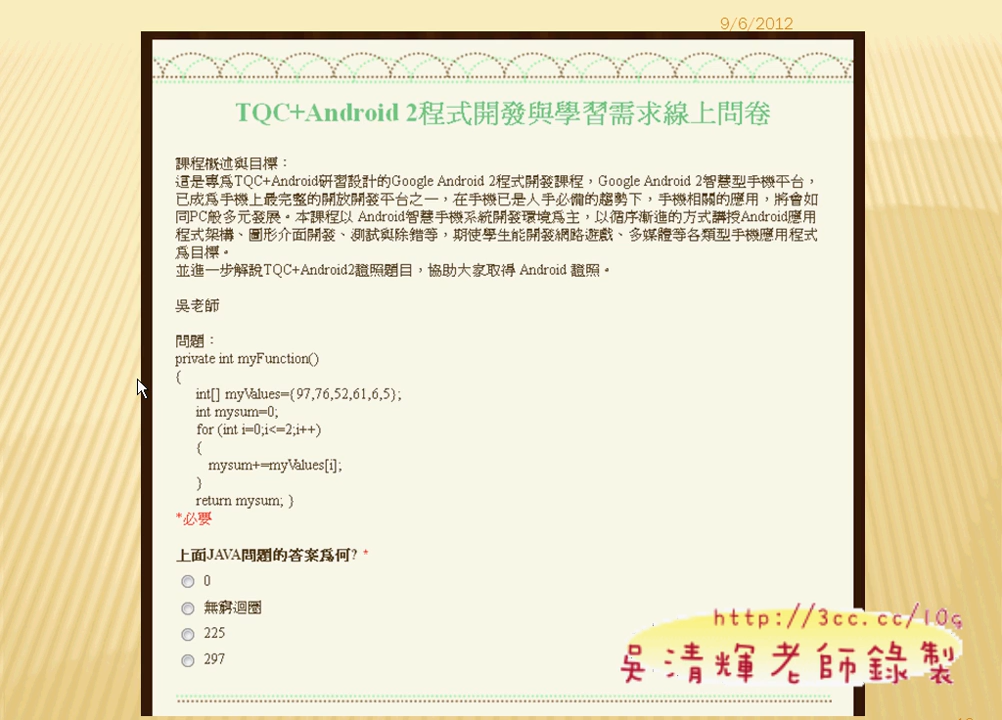 9/6/2012
TQC+Android 2程式開發與學習需求線上問卷
課程概述與目標：
這是專為TQC+Android研習設計的Google Android 2程式開發課程，Google Android 2智慧型手機平台，
已成為手機上最完整的開放開發平台之一，在手機已是人手必備的趨勢下，手機相關的應用，將會如
同PC般多元發展。本課程以 Android智慧手機系統開發環境為主，以循序漸進的方式講授Android應用
程式架構、圖形介面開發、測試與除錯等，期使學生能開發網路遊戲、多媒體等各類型手機應用程式
為目標。
並進一步解說TQC+Android2證照題目，協助大家取得 Android 證照。
吳老師
問題：
private int myFunction()
{
int[] myValues={97,76,52,61,6,5};
int mysum=0;
for (int i=0;i<=2;i++)
{
mysum+=myValues[i];
}
return mysum; }
*必要
上面JAVA問題的答案為何? *
0
無窮迴圈
225
297
http://3cc.cc/10q
吳清輝老師錄製